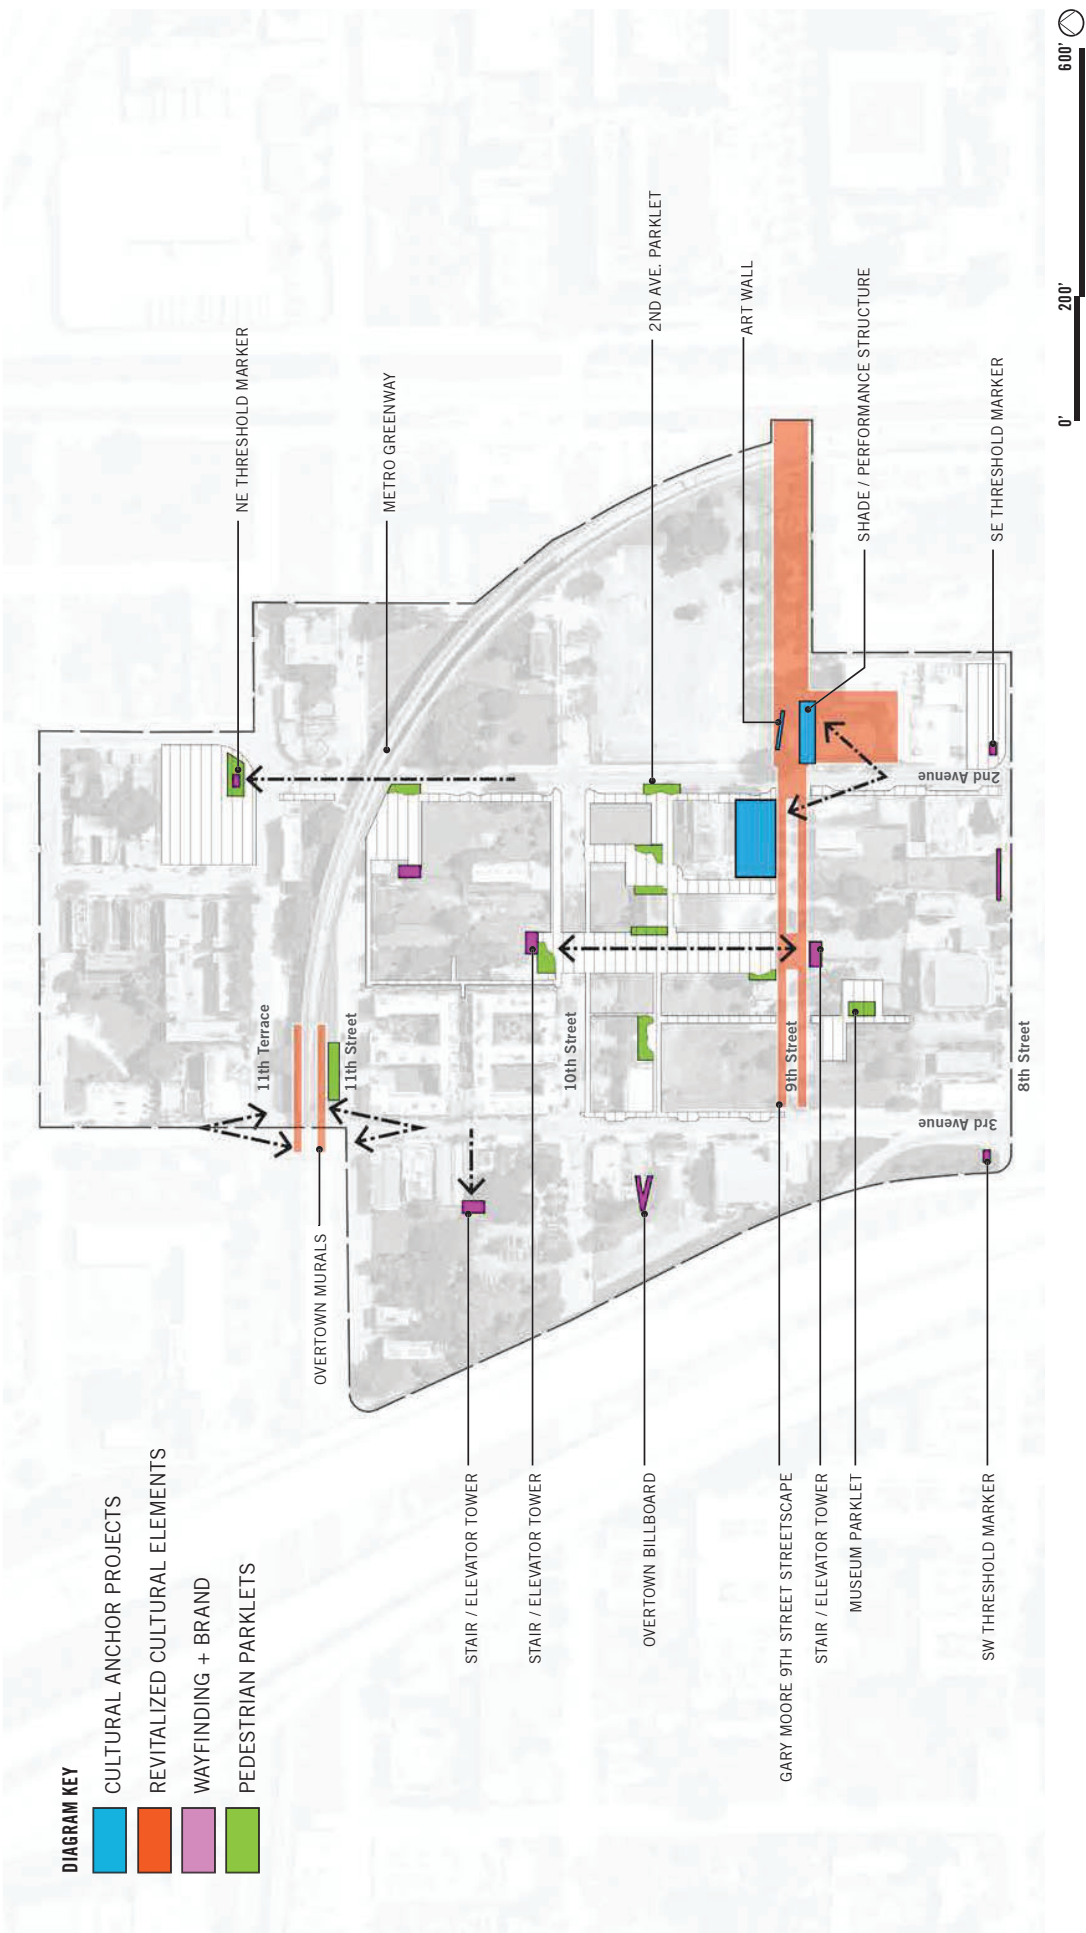 DIAGRAM KEY
CULTURAL ANCHOR PROJECTS
REVITALIZED CULTURAL ELEMENTS
WAYFINDING + BRAND
PEDESTRIAN PARKLETS
OVERTOWN MURALS
STAIR / ELEVATOR TOWER
STAIR / ELEVATOR TOWER
OVERTOWN BILLBOARD
GARY MOORE 9TH STREET STREETSCAPE
STAIR / ELEVATOR TOWER
MUSEUM PARKLET
SW THRESHOLD MARKER
11th Terrace
11th Street
10th Street
9th Street
8th Street
3rd Avenue
2nd Avenue
NE THRESHOLD MARKER
METRO GREENWAY
2ND AVE. PARKLET
ART WALL
SHADE / PERFORMANCE STRUCTURE
SE THRESHOLD MARKER
0'
200'
600'